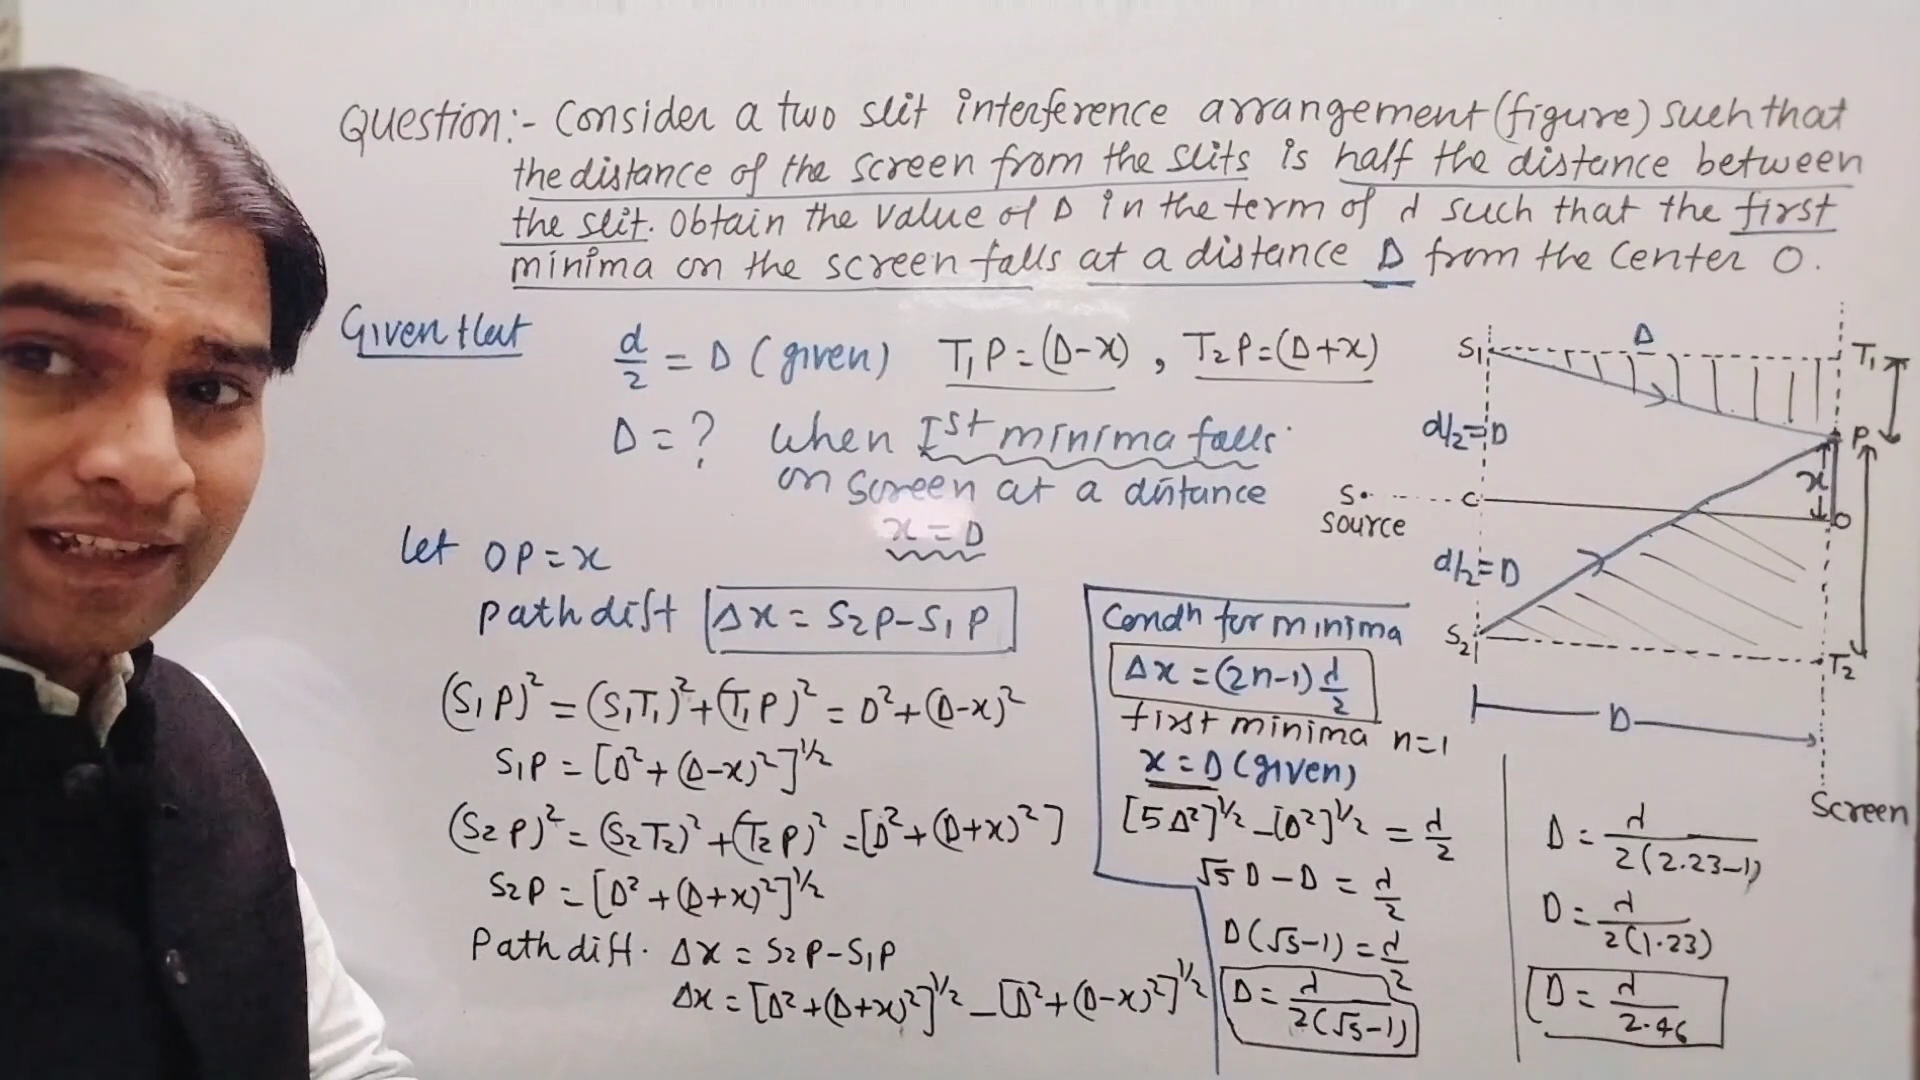 Question:- Consider a two slit interference arrangement (figure) such that
the distance of the screen from the slits is half the distance between
the slit. Obtain the value of D in the term of λ such that the first
minima on the screen falls at a distance D from the center O.
Given that
d/2 = D (given) T₁P = (D-x) , T₂P = (D+x)
D = ? when Ist minima falls
on screen at a distance
x = D
let OP = x
Path diff Δx = S₂P - S₁P
(S₁P)² = (S₁T₁)² + (T₁P)² = D² + (D-x)²
S₁P = [D² + (D-x)²]^1/2
(S₂P)² = (S₂T₂)² + (T₂P)² = [D² + (D+x)²]
S₂P = [D² + (D+x)²]^1/2
Path diff. Δx = S₂P - S₁P
Δx = [D² + (D+x)²]^1/2 - [D² + (D-x)²]^1/2
Condn for minima
Δx = (2n-1) λ/2
first minima n=1
x = D (given)
[5D²]^1/2 - [D²]^1/2 = λ/2
√5 D - D = λ/2
D(√5-1) = λ/2
D = λ/2(√5-1)
D = λ/2(2.23-1)
D = λ/2(1.23)
D = λ/2.46
S₁ D T₁
d/2 = D P
x
S C O
source
d/2 = D
S₂ T₂
D
Screen